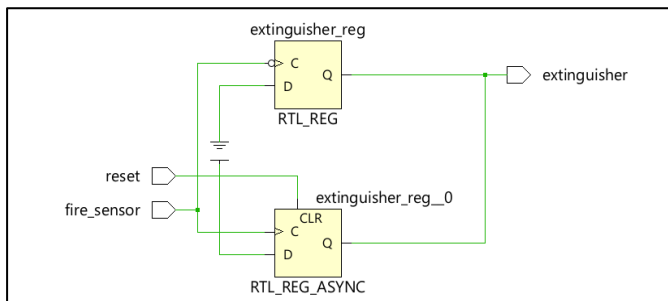 extinguisher_reg
C
Q
D
extinguisher
RTL_REG
reset
extinguisher_reg__0
fire_sensor
CLR
C
Q
D
RTL_REG_ASYNC